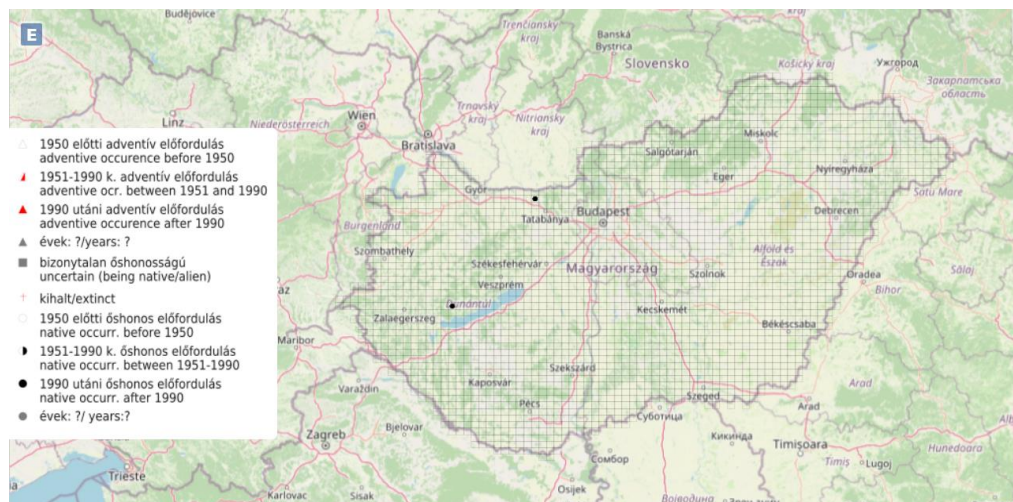 E
Budějovice
Trenčiansky
kraj
Banská
Bystrica
kraj
Slovensko
Košický kraj
Ужгород
Закарпатська
область
Linz
Niederösterreich
Wien
Trnavský
kraj
Nitriansky
kraj
Bratislava
Miskolc
Salgótarján
Eger
Nyíregyháza
Satu Mare
Győr
Tatabánya
Budapest
Debrecen
Burgenland
Szombathely
Székesfehérvár
Veszprém
Magyarország
Alföld és
Észak
Szolnok
Oradea
Sălaj
Bihor
Dunántúl
Zalaegerszeg
Kecskemét
Békéscsaba
Maribor
az
Kaposvár
Szekszárd
Pécs
Szeged
Arad
Arad
Varaždin
Bjelovar
Zagreb
Суботица
Кикинда
Timișoara
Hunedoara
Alb
Trieste
Сомбор
Timiș
Lugoj
Karlovac
Sisak
Osijek
Војводина
1950 előtti adventív előfordulás
adventive occurence before 1950
1951-1990 k. adventív előfordulás
adventive ocr. between 1951 and 1990
1990 utáni adventív előfordulás
adventive occurrence after 1990
évek: ?/years: ?
bizonytalan őshonosságú
uncertain (being native/alien)
kihalt/extinct
1950 előtti őshonos előfordulás
native occurr. before 1950
1951-1990 k. őshonos előfordulás
native occurr. between 1951-1990
1990 utáni őshonos előfordulás
native occurr. after 1990
évek: ?/ years:?